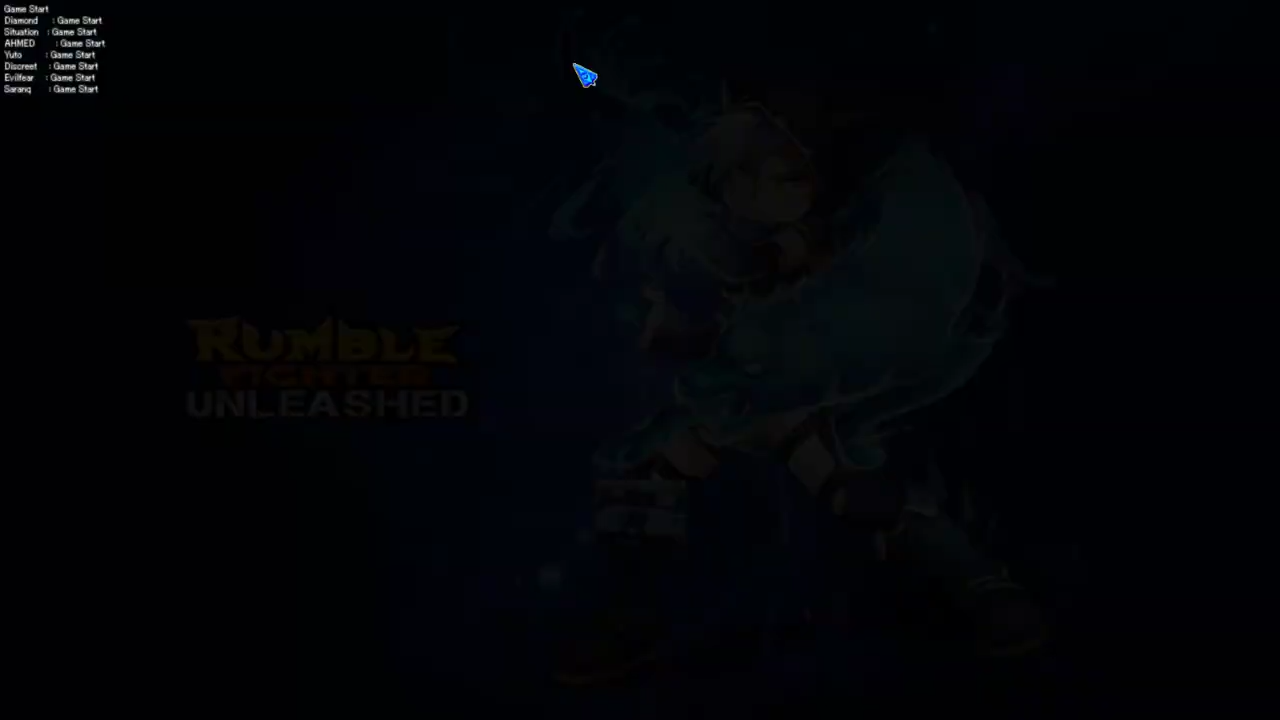 Game Start
Diamond : Game Start
Situation : Game Start
AHMED : Game Start
Yuto : Game Start
Discreet : Game Start
Evilfear : Game Start
Sarang : Game Start
RUMBLE
FIGHTER
UNLEASHED